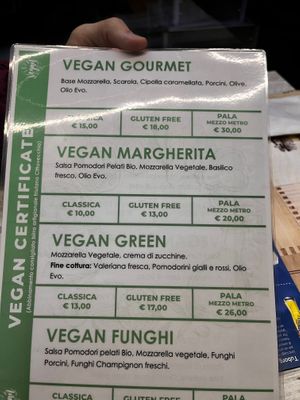 VEGAN GOURMET
Base Mozzarella, Scarola, Cipolla caramellata, Porcini, Olive,
Olio Evo.
CLASSICA
€ 15,00
GLUTEN FREE
€ 18,00
PALA
MEZZO METRO
€ 30,00
VEGAN MARGHERITA
Salsa Pomodori Pelati Bio, Mozzarella Vegetale, Basilico
fresco, Olio Evo.
CLASSICA
€ 10,00
GLUTEN FREE
€ 13,00
PALA
MEZZO METRO
€ 20,00
VEGAN GREEN
Mozzarella Vegetale, crema di zucchine.
Fine cottura: Valeriana fresca, Pomodorini gialli e rossi, Olio
Evo.
CLASSICA
€ 13,00
GLUTEN FREE
€ 17,00
PALA
MEZZO METRO
€ 26,00
VEGAN FUNGHI
Salsa Pomodori Pelati Bio, Mozzarella vegetale, Funghi
Porcini, Funghi Champignon freschi.
CLASSICA
GLUTEN FREE
PALA
VEGAN CERTIFICATE
Tuborg